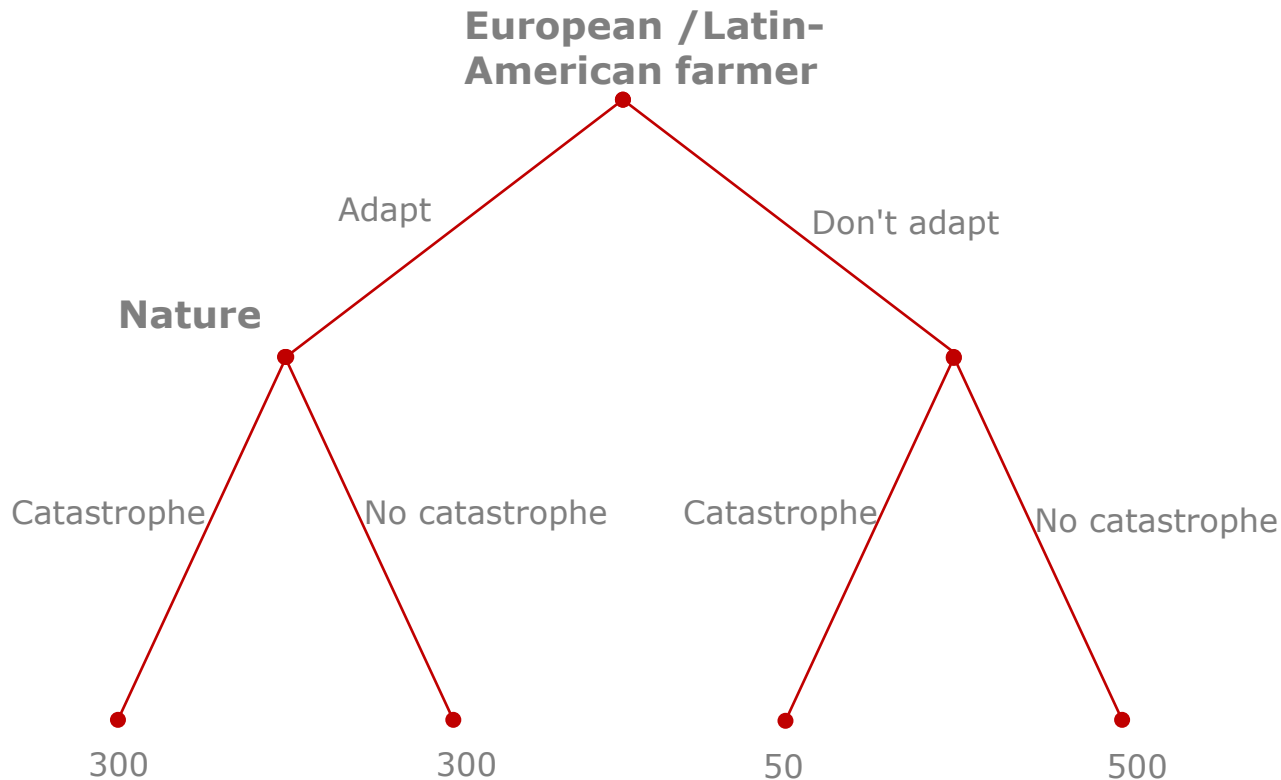 European /Latin-
American farmer
Adapt
Don't adapt
Nature
Catastrophe
No catastrophe
Catastrophe
No catastrophe
300
300
50
500